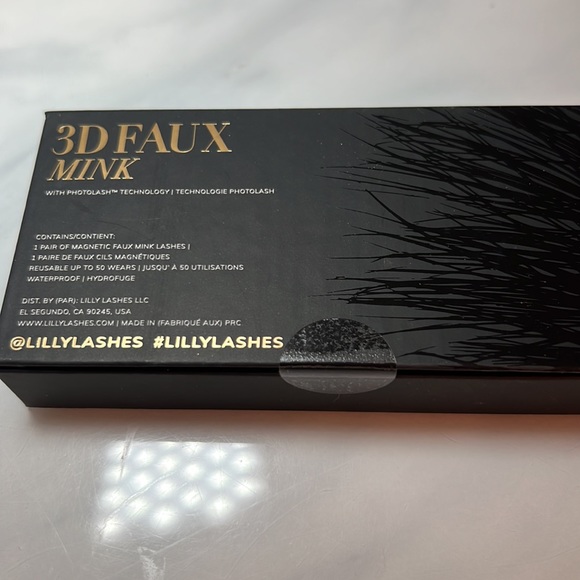 3D FAUX
MINK
WITH PHOTOLASH™ TECHNOLOGY | TECHNOLOGIE PHOTOLASH
CONTAINS/CONTIENT:
1 PAIR OF MAGNETIC FAUX MINK LASHES |
1 PAIRE DE FAUX CILS MAGNÉTIQUES
REUSABLE UP TO 50 WEARS | JUSQU' À 50 UTILISATIONS
WATERPROOF | HYDROFUGE
DIST. BY (PAR): LILLY LASHES LLC
EL SEGUNDO, CA 90245, USA
WWW.LILLYLASHES.COM | MADE IN (FABRIQUÉ AUX) PRC
@LILLYLASHES #LILLYLASHES